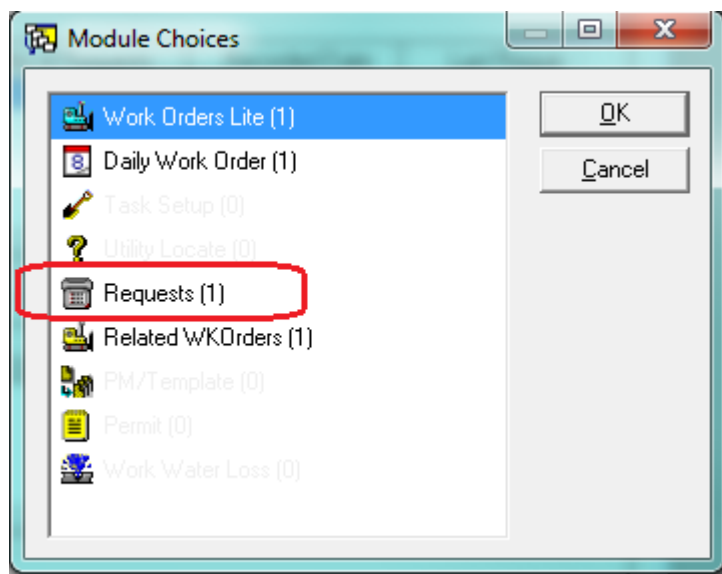 Module Choices
Work Orders Lite (1)
Daily Work Order (1)
Task Setup (0)
Utility Locate (0)
Requests (1)
Related WKOrders (1)
PM/Template (0)
Permit (0)
Work Water Loss (0)
OK
Cancel